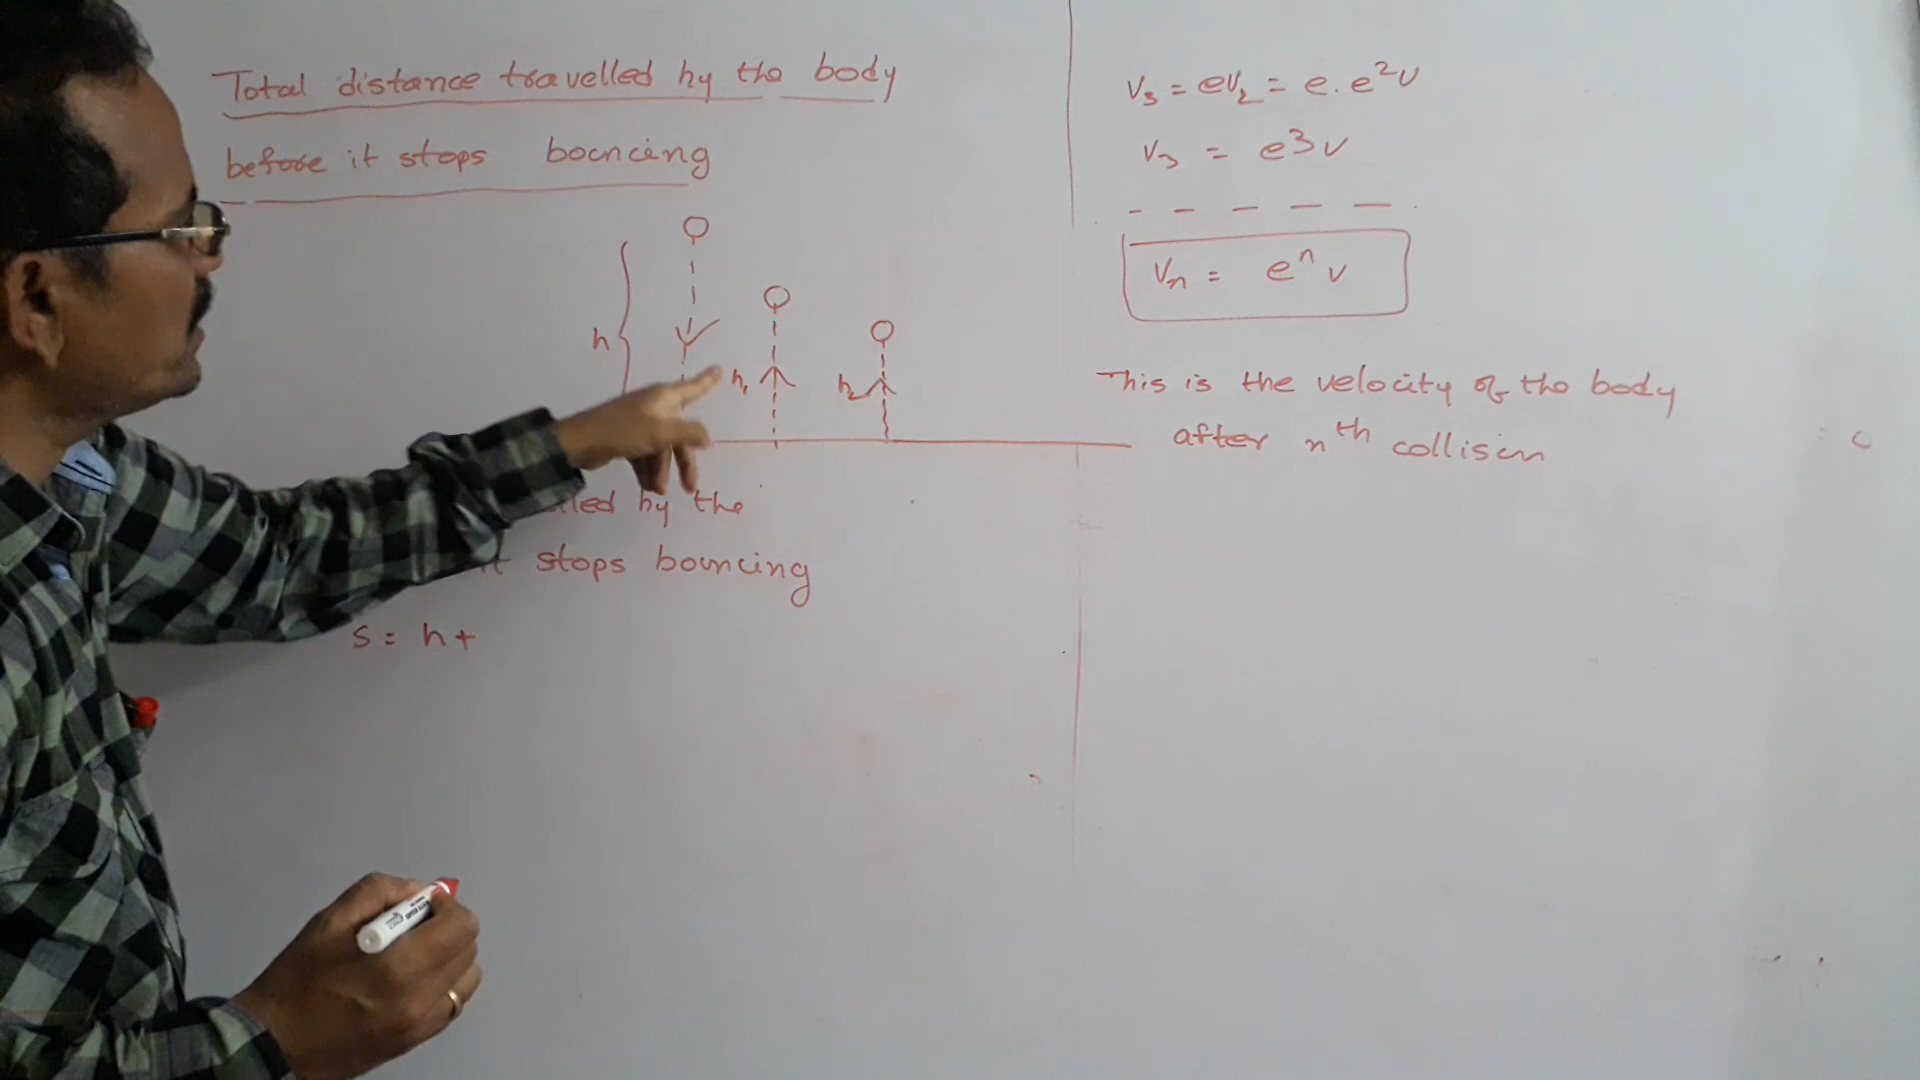 Total distance travelled by the body
before it stops bouncing
h
h₁
h₂
by the
stops bouncing
s = h+
V₃ = eV₂ = e. e²v
V₃ = e³v
- - - - -
Vn = eⁿ v
This is the velocity of the body
after nth collision